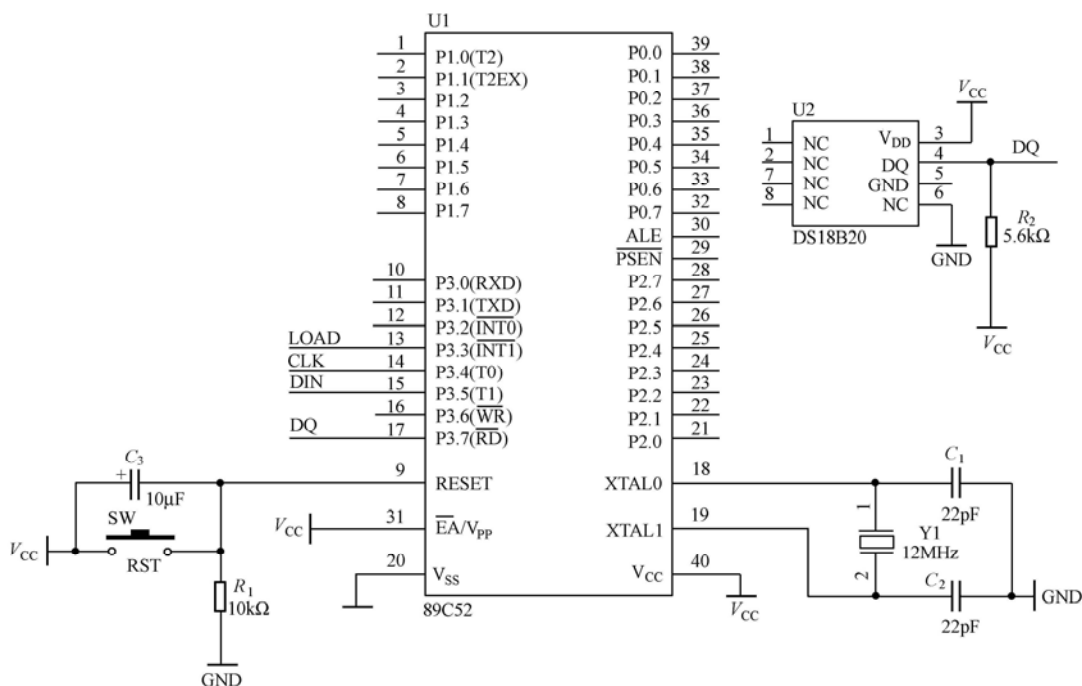 U1
1 P1.0(T2) P0.0 39
2 P1.1(T2EX) P0.1 38
3 P1.2 P0.2 37
4 P1.3 P0.3 36
5 P1.4 P0.4 35
6 P1.5 P0.5 34
7 P1.6 P0.6 33
8 P1.7 P0.7 32
ALE 30
PSEN 29
10 P3.0(RXD) P2.7 28
11 P3.1(TXD) P2.6 27
12 P3.2(INT0) P2.5 26
LOAD 13 P3.3(INT1) P2.4 25
CLK 14 P3.4(T0) P2.3 24
DIN 15 P3.5(T1) P2.2 23
16 P3.6(WR) P2.1 22
DQ 17 P3.7(RD) P2.0 21
9 RESET XTAL0 18
31 EA/VPP XTAL1 19
20 VSS VCC 40
89C52
VCC
VCC
U2
VCC
1 NC VDD 3
2 NC DQ 4 DQ
7 NC GND 5
8 NC NC 6
DS18B20
GND
R2
5.6kΩ
VCC
C3
+
10μF
SW
VCC
RST
R1
10kΩ
GND
C1
22pF
1
Y1
12MHz
2
C2
22pF
GND